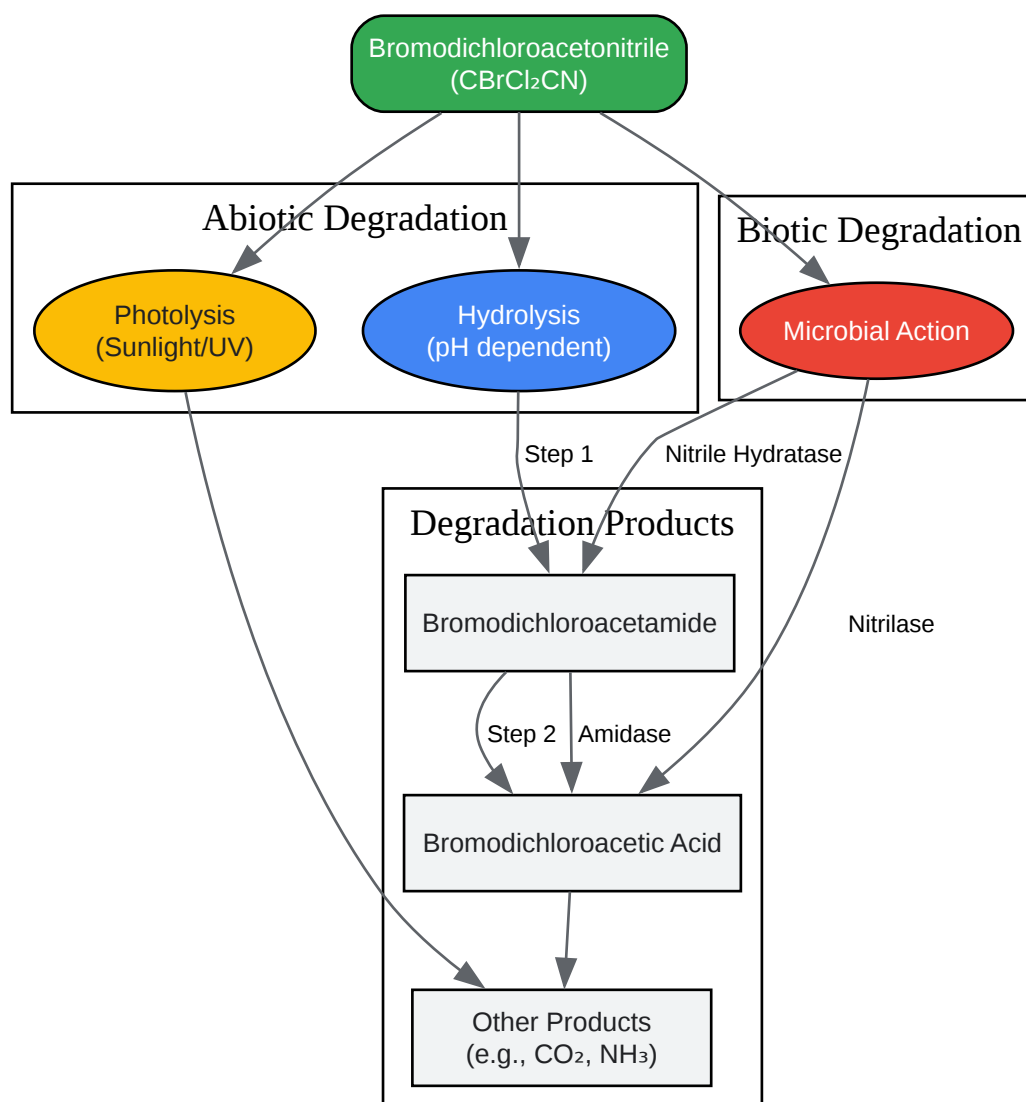 Bromodichloroacetonitrile
(CBrCl₂CN)
Abiotic Degradation
Biotic Degradation
Photolysis
(Sunlight/UV)
Hydrolysis
(pH dependent)
Microbial Action
Step 1
Nitrile Hydratase
Degradation Products
Bromodichloroacetamide
Nitrilase
Step 2
Amidase
Bromodichloroacetic Acid
Other Products
(e.g., CO₂, NH₃)